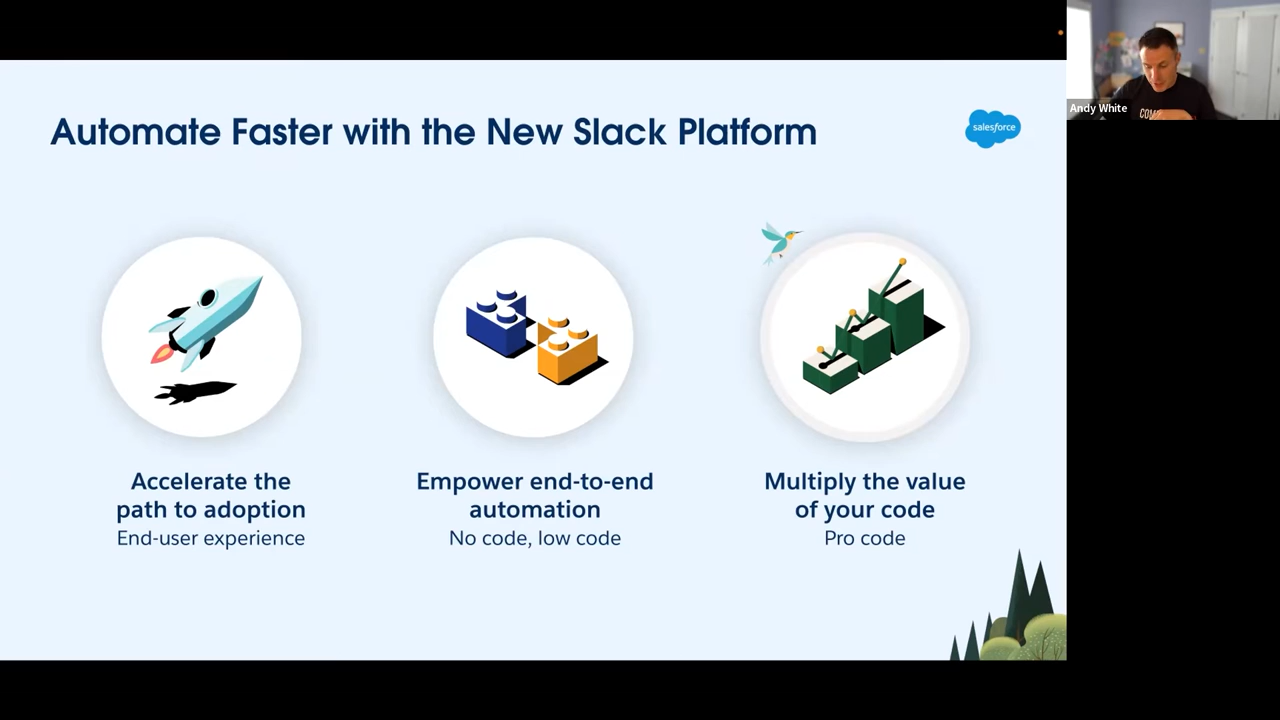 Automate Faster with the New Slack Platform
salesforce
Accelerate the
path to adoption
End-user experience
Empower end-to-end
automation
No code, low code
Multiply the value
of your code
Pro code
Andy White